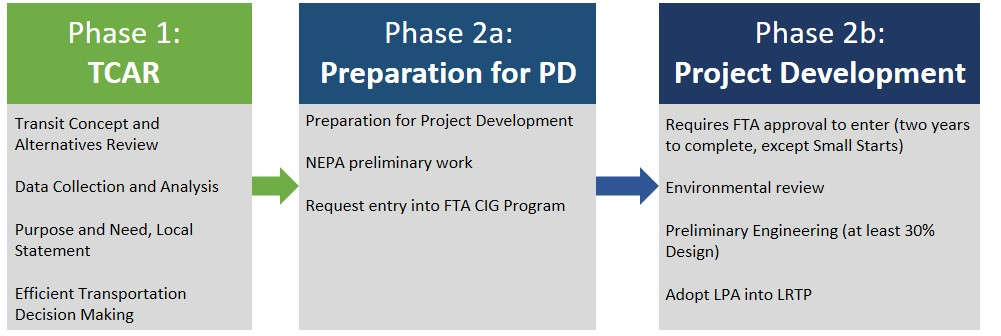 Phase 1:
TCAR
Transit Concept and
Alternatives Review
Data Collection and Analysis
Purpose and Need, Local
Statement
Efficient Transportation
Decision Making
Phase 2a:
Preparation for PD
Preparation for Project Development
NEPA preliminary work
Request entry into FTA CIG Program
Phase 2b:
Project Development
Requires FTA approval to enter (two years
to complete, except Small Starts)
Environmental review
Preliminary Engineering (at least 30%
Design)
Adopt LPA into LRTP